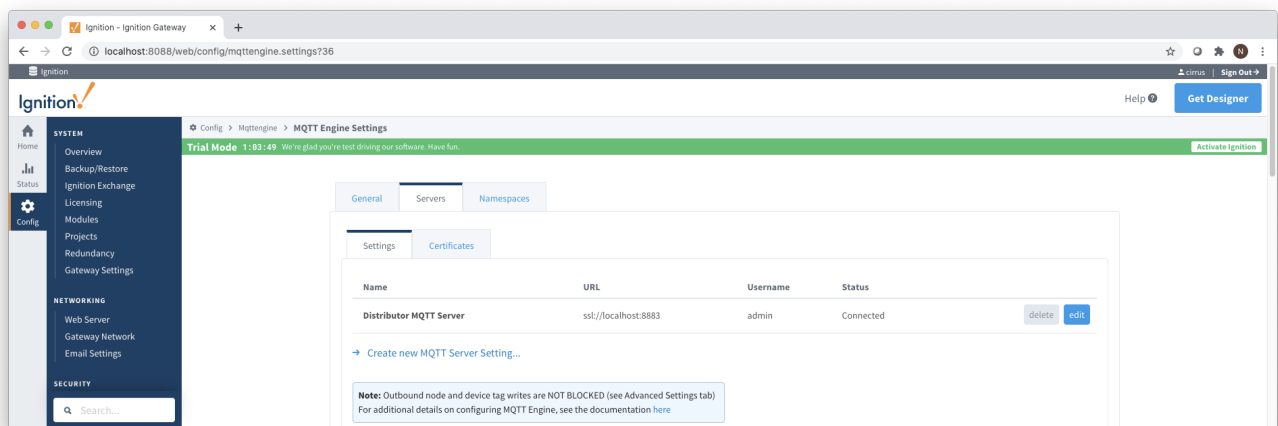 Ignition - Ignition Gateway
localhost:8088/web/config/mqttengine.settings?36
N
Ignition
cirrus | Sign Out
Ignition!
Help
Get Designer
Home
Status
Config
SYSTEM
Overview
Backup/Restore
Ignition Exchange
Licensing
Modules
Projects
Redundancy
Gateway Settings
NETWORKING
Web Server
Gateway Network
Email Settings
SECURITY
Search...
Config > Mqttengine > MQTT Engine Settings
Trial Mode 1:03:49 We're glad you're test driving our software. Have fun.
Activate Ignition
General Servers Namespaces
Settings Certificates
Name URL Username Status
Distributor MQTT Server ssl://localhost:8883 admin Connected delete edit
→ Create new MQTT Server Setting...
Note: Outbound node and device tag writes are NOT BLOCKED (see Advanced Settings tab)
For additional details on configuring MQTT Engine, see the documentation here